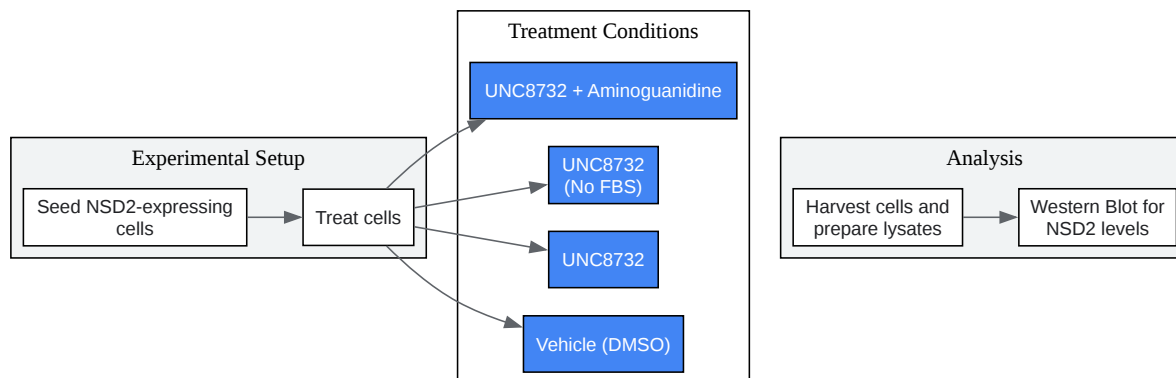 Treatment Conditions
UNC8732 + Aminoguanidine
Experimental Setup
Seed NSD2-expressing
cells
Treat cells
UNC8732
(No FBS)
UNC8732
Vehicle (DMSO)
Analysis
Harvest cells and
prepare lysates
Western Blot for
NSD2 levels